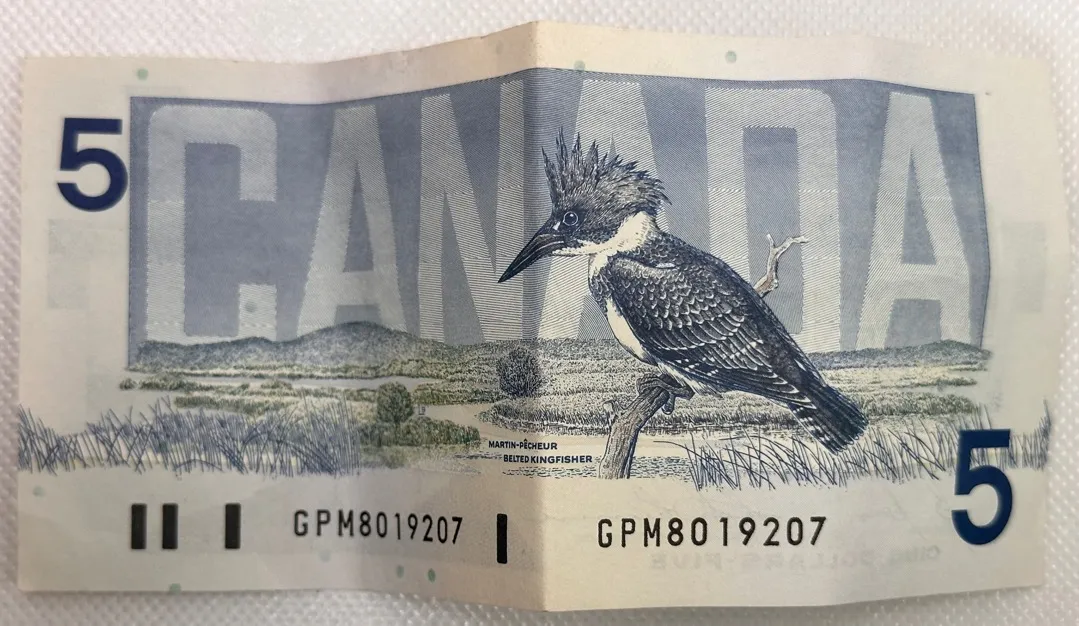 5
CANADA
MARTIN-PÊCHEUR
BELTED KINGFISHER
5
GPM8019207
GPM8019207